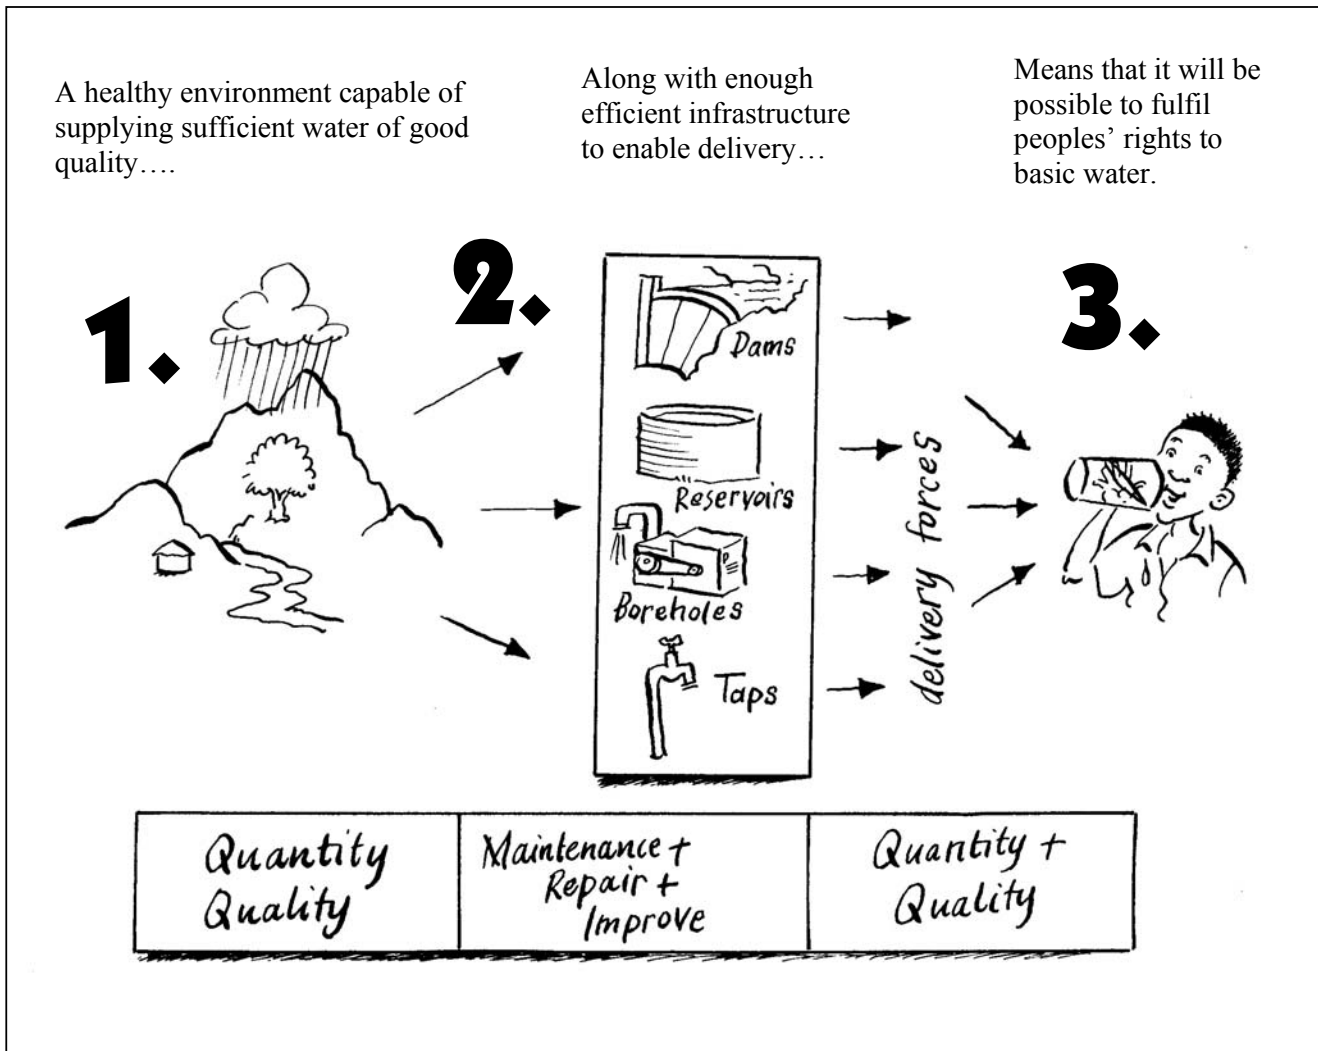 A healthy environment capable of
supplying sufficient water of good
quality….
Along with enough
efficient infrastructure
to enable delivery…
Means that it will be
possible to fulfil
peoples’ rights to
basic water.
1.
2.
3.
Dams
Reservoirs
Boreholes
Taps
delivery forces
Quantity
Quality
Maintenance +
Repair +
Improve
Quantity +
Quality